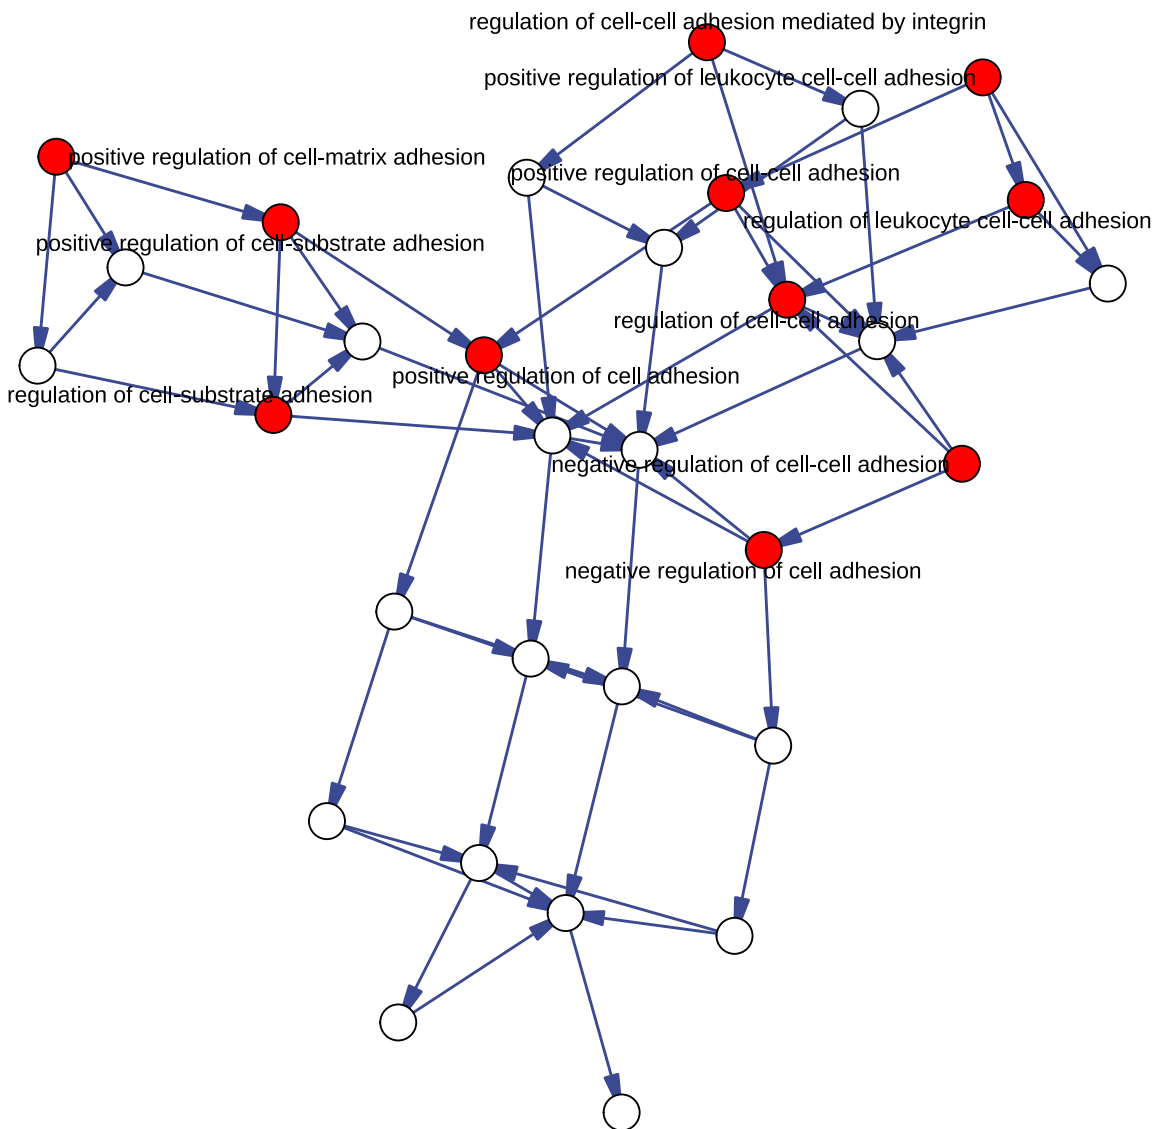 regulation of cell-cell adhesion mediated by integrin
positive regulation of leukocyte cell-cell adhesion
positive regulation of cell-matrix adhesion
positive regulation of cell-cell adhesion
regulation of leukocyte cell-cell adhesion
positive regulation of cell-substrate adhesion
regulation of cell-cell adhesion
positive regulation of cell adhesion
regulation of cell-substrate adhesion
negative regulation of cell-cell adhesion
negative regulation of cell adhesion